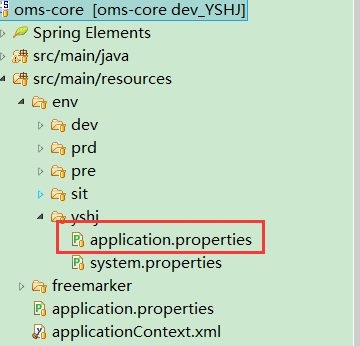 oms-core [oms-core dev_YSHJ]
Spring Elements
src/main/java
src/main/resources
env
dev
prd
pre
sit
yshj
application.properties
system.properties
freemarker
application.properties
applicationContext.xml